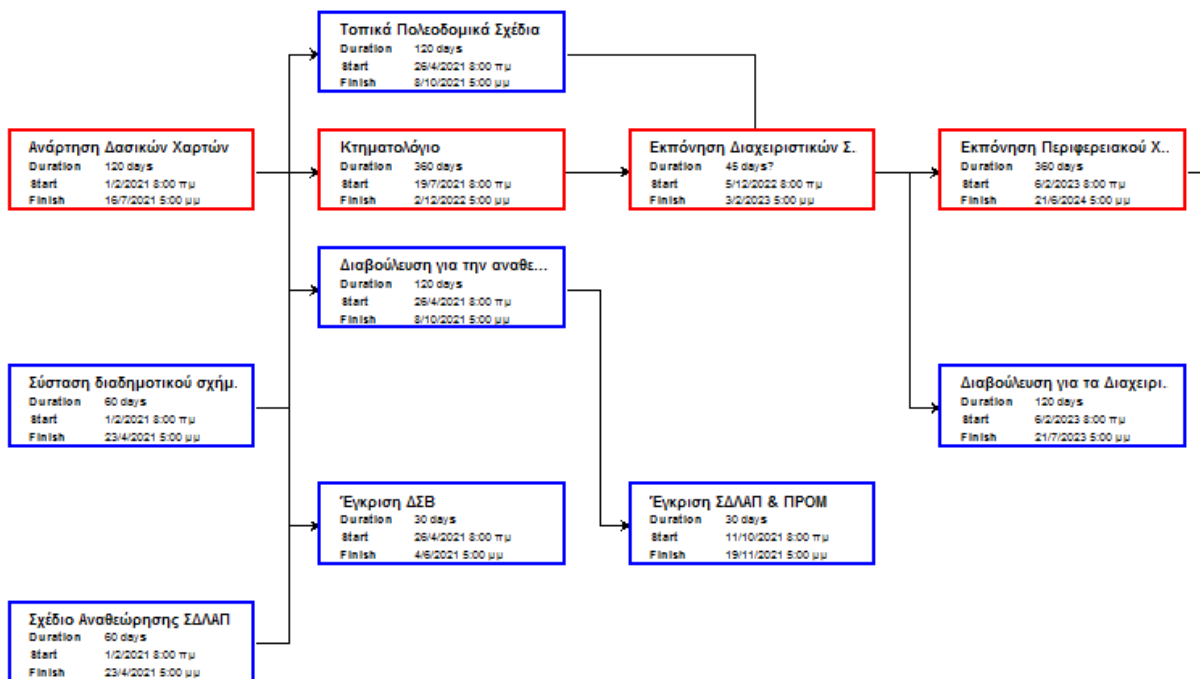 Τοπικά Πολεοδομικά Σχέδια
Duration 120 days
Start 26/4/2021 8:00 πμ
Finish 8/10/2021 5:00 μμ
Ανάρτηση Δασικών Χαρτών
Duration 120 days
Start 1/2/2021 8:00 πμ
Finish 16/7/2021 5:00 μμ
Κτηματολόγιο
Duration 360 days
Start 19/7/2021 8:00 πμ
Finish 2/12/2022 5:00 μμ
Εκπόνηση Διαχειριστικών Σ..
Duration 45 days?
Start 5/12/2022 8:00 πμ
Finish 3/2/2023 5:00 μμ
Εκπόνηση Περιφερειακού Χ...
Duration 360 days
Start 6/2/2023 8:00 πμ
Finish 21/6/2024 5:00 μμ
Διαβούλευση για την αναθε...
Duration 120 days
Start 26/4/2021 8:00 πμ
Finish 8/10/2021 5:00 μμ
Σύσταση διαδημοτικού σχήμ.
Duration 60 days
Start 1/2/2021 8:00 πμ
Finish 23/4/2021 5:00 μμ
Διαβούλευση για τα Διαχειρι..
Duration 120 days
Start 6/2/2023 8:00 πμ
Finish 21/7/2023 5:00 μμ
Έγκριση ΔΣΒ
Duration 30 days
Start 26/4/2021 8:00 πμ
Finish 4/6/2021 5:00 μμ
Έγκριση ΣΔΛΑΠ & ΠΡΟΜ
Duration 30 days
Start 11/10/2021 8:00 πμ
Finish 19/11/2021 5:00 μμ
Σχέδιο Αναθεώρησης ΣΔΛΑΠ
Duration 60 days
Start 1/2/2021 8:00 πμ
Finish 23/4/2021 5:00 μμ